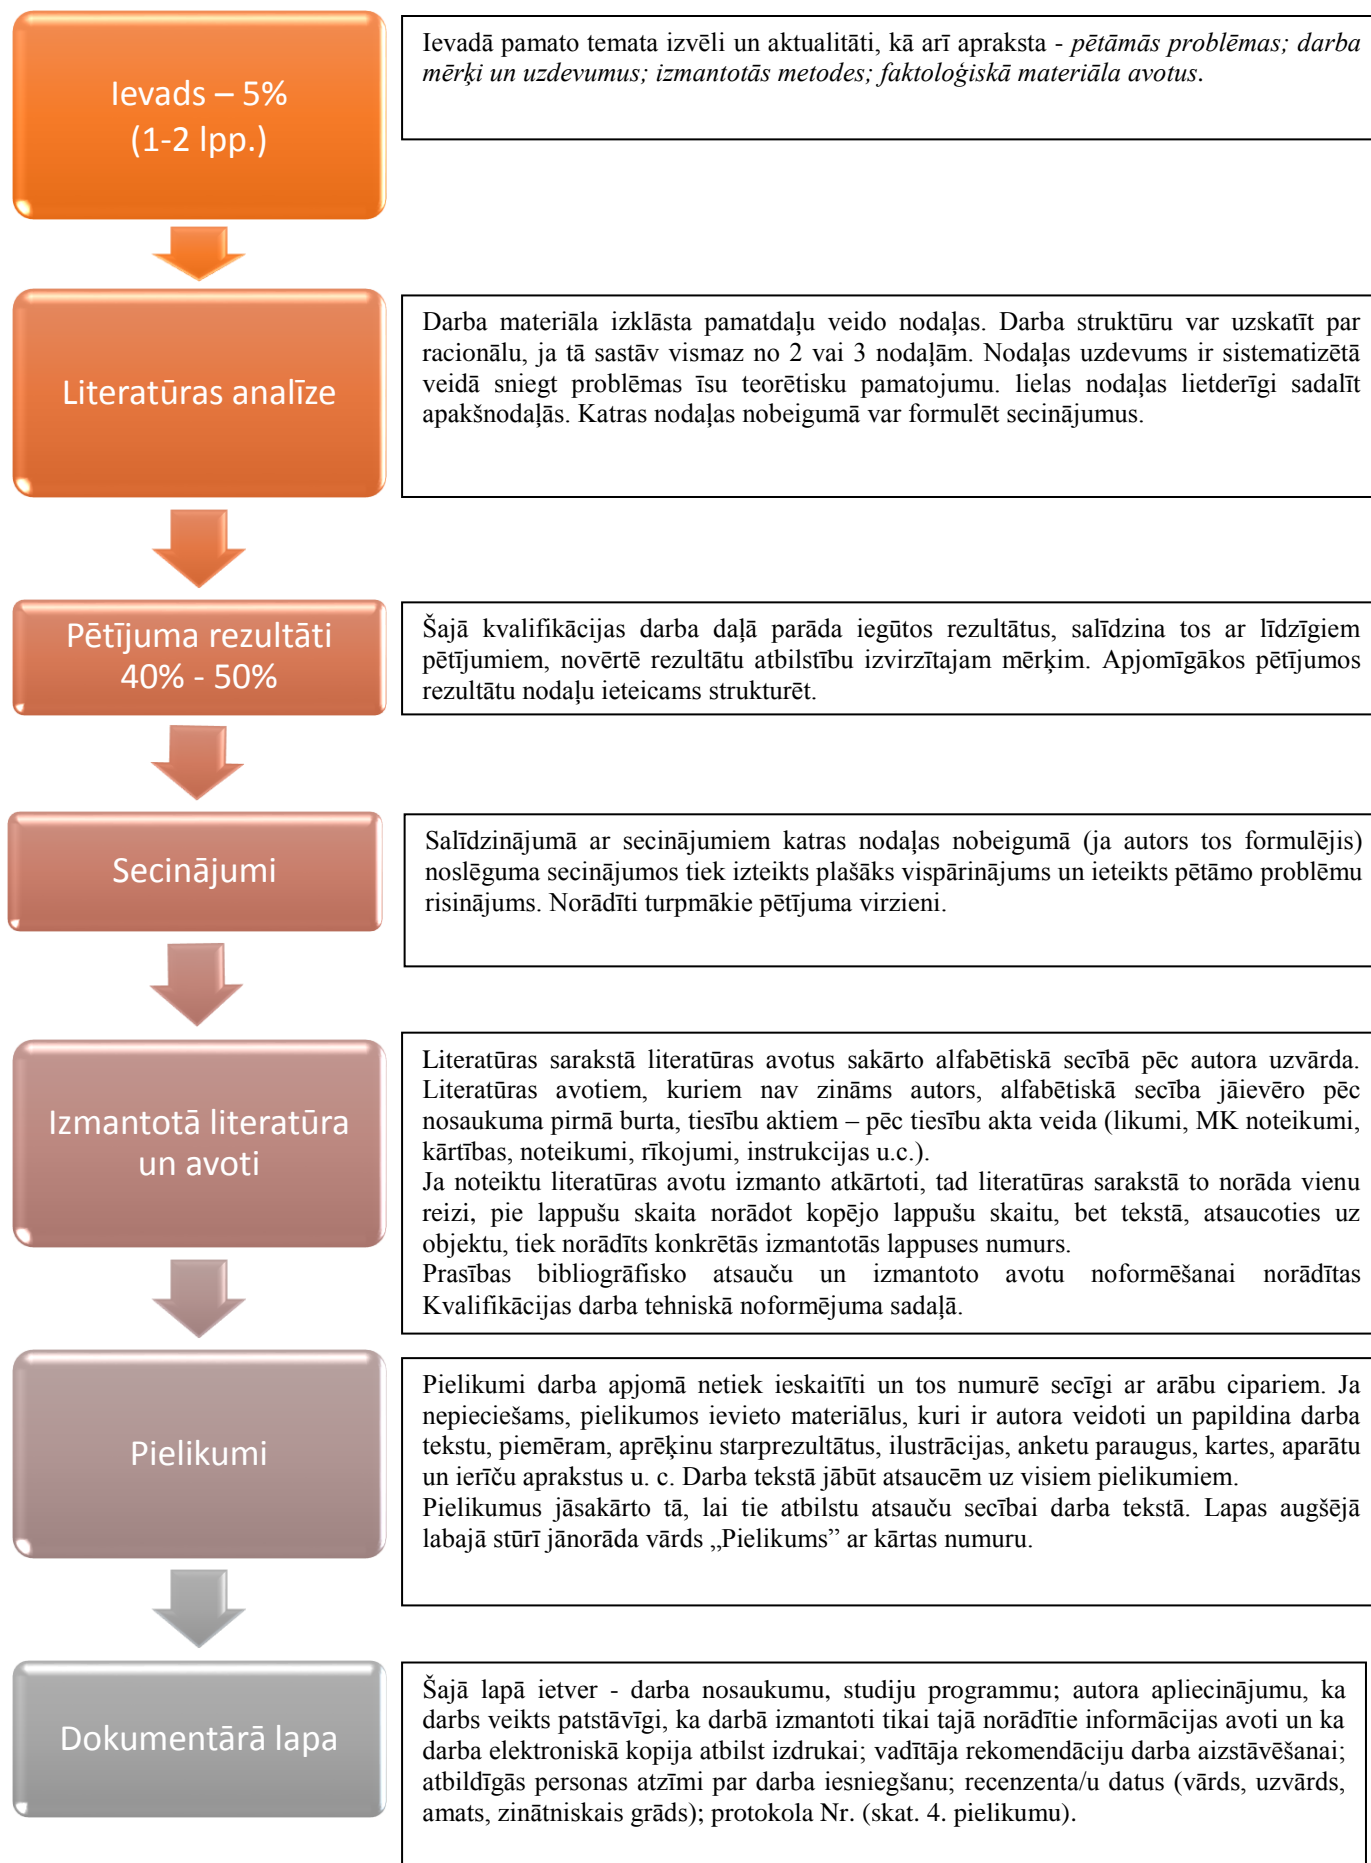 Ievads – 5%
(1-2 lpp.)
Ievadā pamato temata izvēli un aktualitāti, kā arī apraksta - pētāmās problēmas; darba
mērķi un uzdevumus; izmantotās metodes; faktoloģiskā materiāla avotus.
Literatūras analīze
Darba materiāla izklāsta pamatdaļu veido nodaļas. Darba struktūru var uzskatīt par
racionālu, ja tā sastāv vismaz no 2 vai 3 nodaļām. Nodaļas uzdevums ir sistematizētā
veidā sniegt problēmas īsu teorētisku pamatojumu. lielas nodaļas lietderīgi sadalīt
apakšnodaļās. Katras nodaļas nobeigumā var formulēt secinājumus.
Pētījuma rezultāti
40% - 50%
Šajā kvalifikācijas darba daļā parāda iegūtos rezultātus, salīdzina tos ar līdzīgiem
pētījumiem, novērtē rezultātu atbilstību izvirzītajam mērķim. Apjomīgākos pētījumos
rezultātu nodaļu ieteicams strukturēt.
Secinājumi
Salīdzinājumā ar secinājumiem katras nodaļas nobeigumā (ja autors tos formulējis)
noslēguma secinājumos tiek izteikts plašāks vispārinājums un ieteikts pētāmo problēmu
risinājums. Norādīti turpmākie pētījuma virzieni.
Izmantotā literatūra
un avoti
Literatūras sarakstā literatūras avotus sakārto alfabētiskā secībā pēc autora uzvārda.
Literatūras avotiem, kuriem nav zināms autors, alfabētiskā secība jāievēro pēc
nosaukuma pirmā burta, tiesību aktiem – pēc tiesību akta veida (likumi, MK noteikumi,
kārtības, noteikumi, rīkojumi, instrukcijas u.c.).
Ja noteiktu literatūras avotu izmanto atkārtoti, tad literatūras sarakstā to norāda vienu
reizi, pie lappušu skaita norādot kopējo lappušu skaitu, bet tekstā, atsaucoties uz
objektu, tiek norādīts konkrētās izmantotās lappuses numurs.
Prasības bibliogrāfisko atsauču un izmantoto avotu noformēšanai norādītas
Kvalifikācijas darba tehniskā noformējuma sadaļā.
Pielikumi
Pielikumi darba apjomā netiek ieskaitīti un tos numurē secīgi ar arābu cipariem. Ja
nepieciešams, pielikumos ievieto materiālus, kuri ir autora veidoti un papildina darba
tekstu, piemēram, aprēķinu starprezultātus, ilustrācijas, anketu paraugus, kartes, aparātu
un ierīču aprakstus u. c. Darba tekstā jābūt atsaucēm uz visiem pielikumiem.
Pielikumus jāsakārto tā, lai tie atbilstu atsauču secībai darba tekstā. Lapas augšējā
labajā stūrī jānorāda vārds „Pielikums” ar kārtas numuru.
Dokumentārā lapa
Šajā lapā ietver - darba nosaukumu, studiju programmu; autora apliecinājumu, ka
darbs veikts patstāvīgi, ka darbā izmantoti tikai tajā norādītie informācijas avoti un ka
darba elektroniskā kopija atbilst izdrukai; vadītāja rekomendāciju darba aizstāvēšanai;
atbildīgās personas atzīmi par darba iesniegšanu; recenzenta/u datus (vārds, uzvārds,
amats, zinātniskais grāds); protokola Nr. (skat. 4. pielikumu).